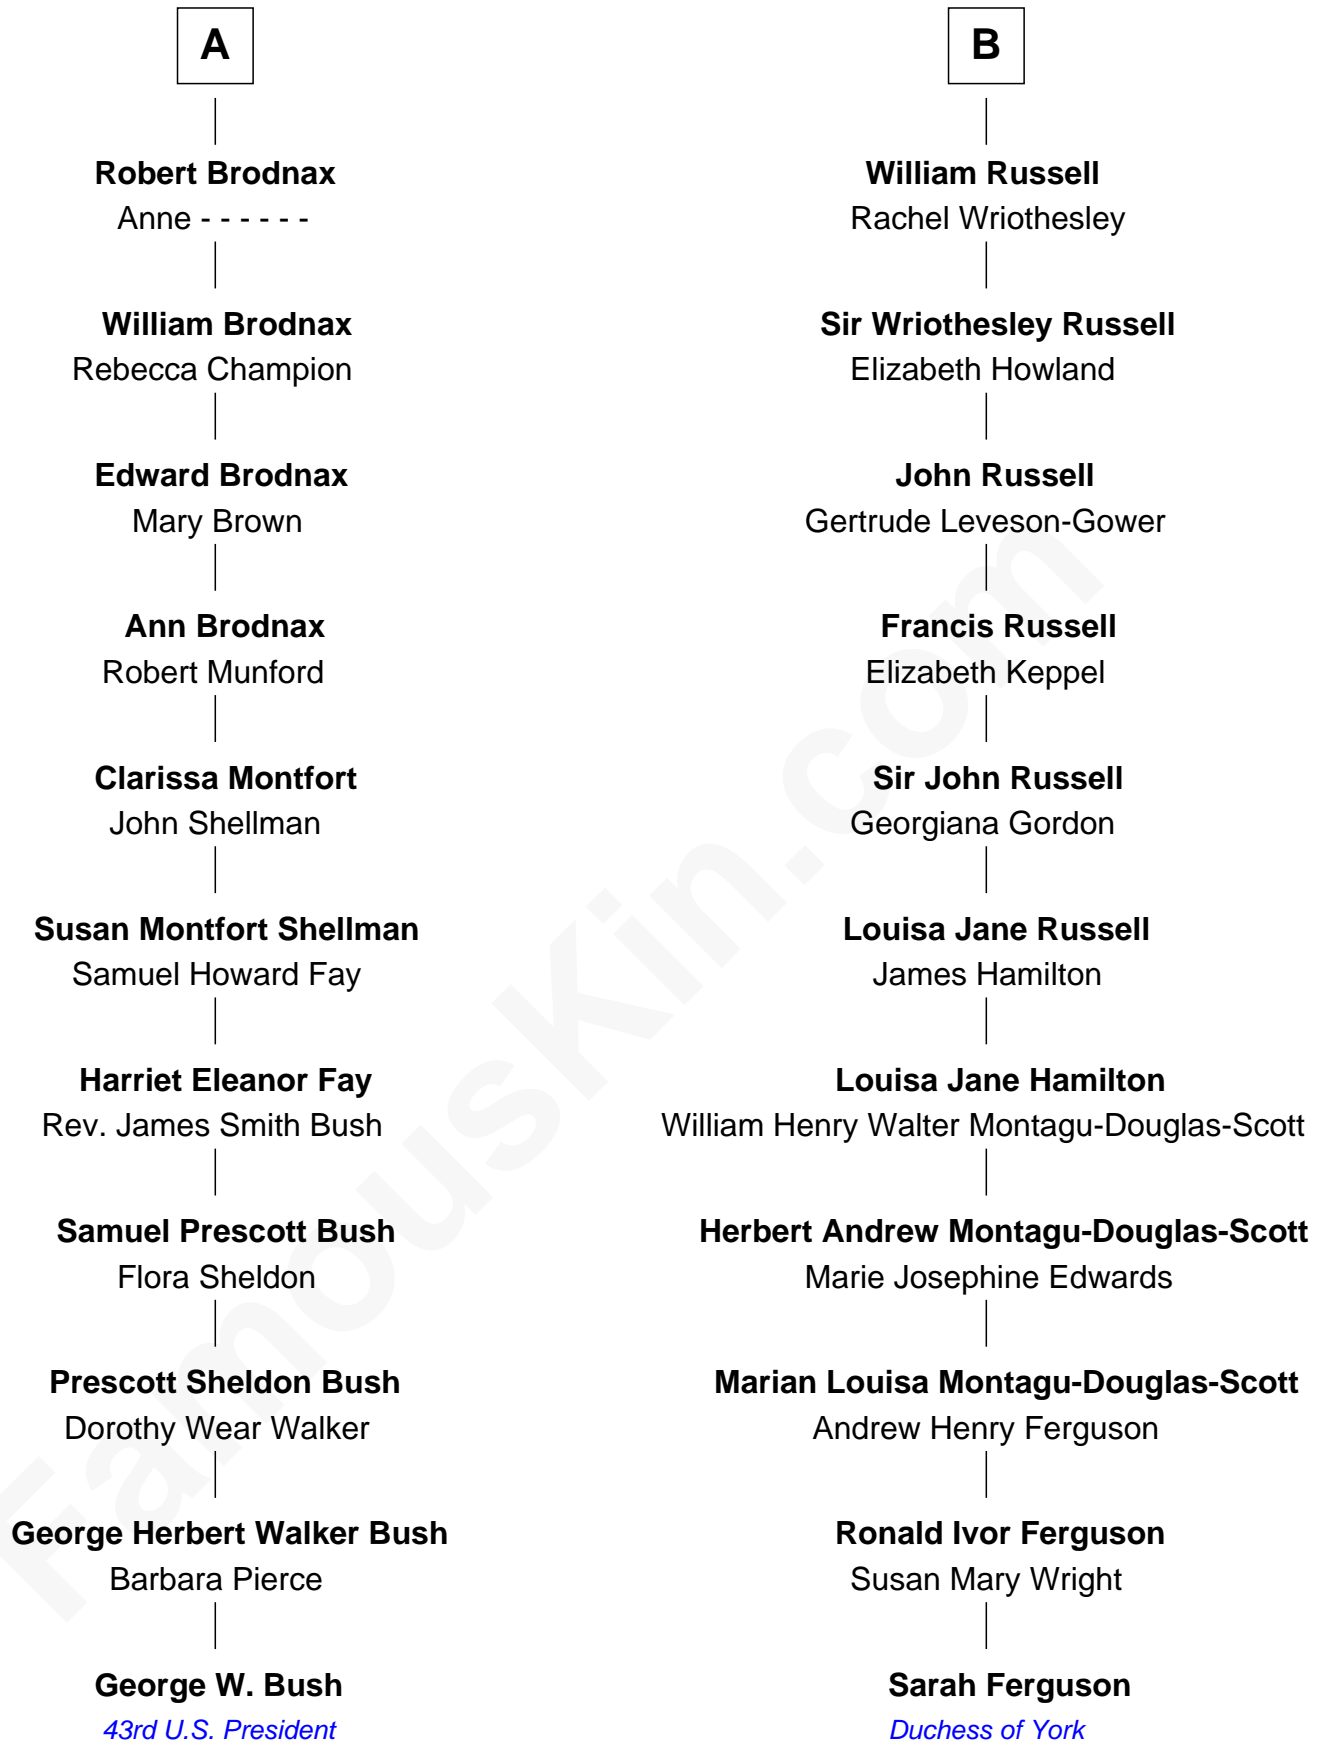 A
Robert Brodnax
Anne - - - - - -
William Brodnax
Rebecca Champion
Edward Brodnax
Mary Brown
Ann Brodnax
Robert Munford
Clarissa Montfort
John Shellman
Susan Montfort Shellman
Samuel Howard Fay
Harriet Eleanor Fay
Rev. James Smith Bush
Samuel Prescott Bush
Flora Sheldon
Prescott Sheldon Bush
Dorothy Wear Walker
George Herbert Walker Bush
Barbara Pierce
George W. Bush
43rd U.S. President
B
William Russell
Rachel Wriothesley
Sir Wriothesley Russell
Elizabeth Howland
John Russell
Gertrude Leveson-Gower
Francis Russell
Elizabeth Keppel
Sir John Russell
Georgiana Gordon
Louisa Jane Russell
James Hamilton
Louisa Jane Hamilton
William Henry Walter Montagu-Douglas-Scott
Herbert Andrew Montagu-Douglas-Scott
Marie Josephine Edwards
Marian Louisa Montagu-Douglas-Scott
Andrew Henry Ferguson
Ronald Ivor Ferguson
Susan Mary Wright
Sarah Ferguson
Duchess of York
FamousKin.com